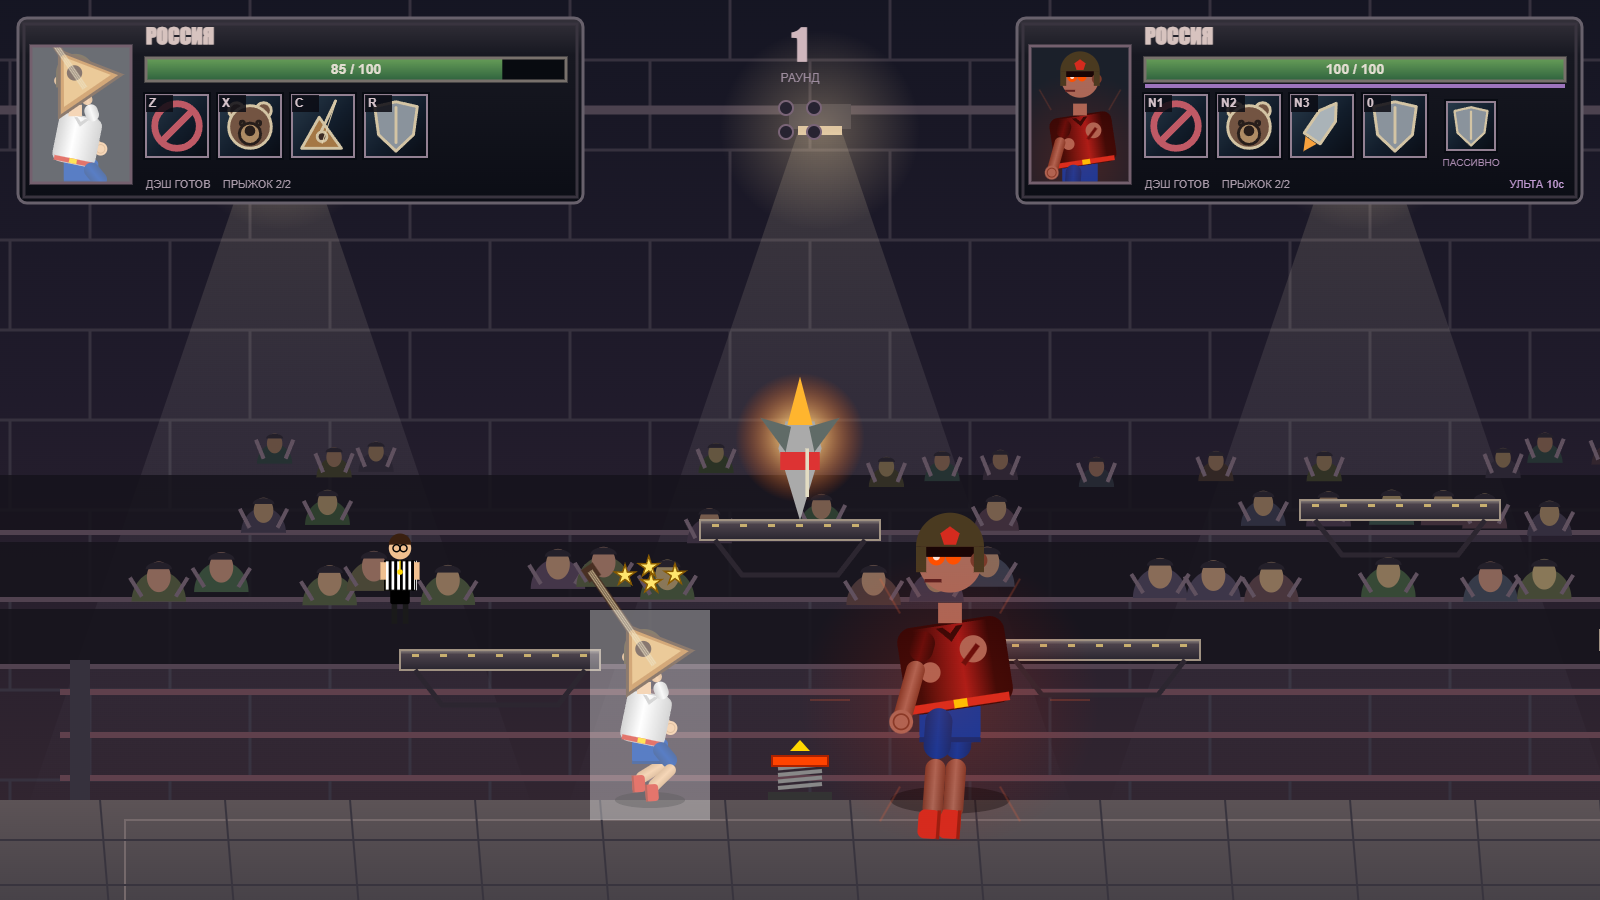 РОССИЯ
85 / 100
Z X C R
ДЭШ ГОТОВ ПРЫЖОК 2/2
1
РАУНД
РОССИЯ
100 / 100
N1 N2 N3 0
ПАССИВНО
ДЭШ ГОТОВ ПРЫЖОК 2/2 УЛЬТА 10с